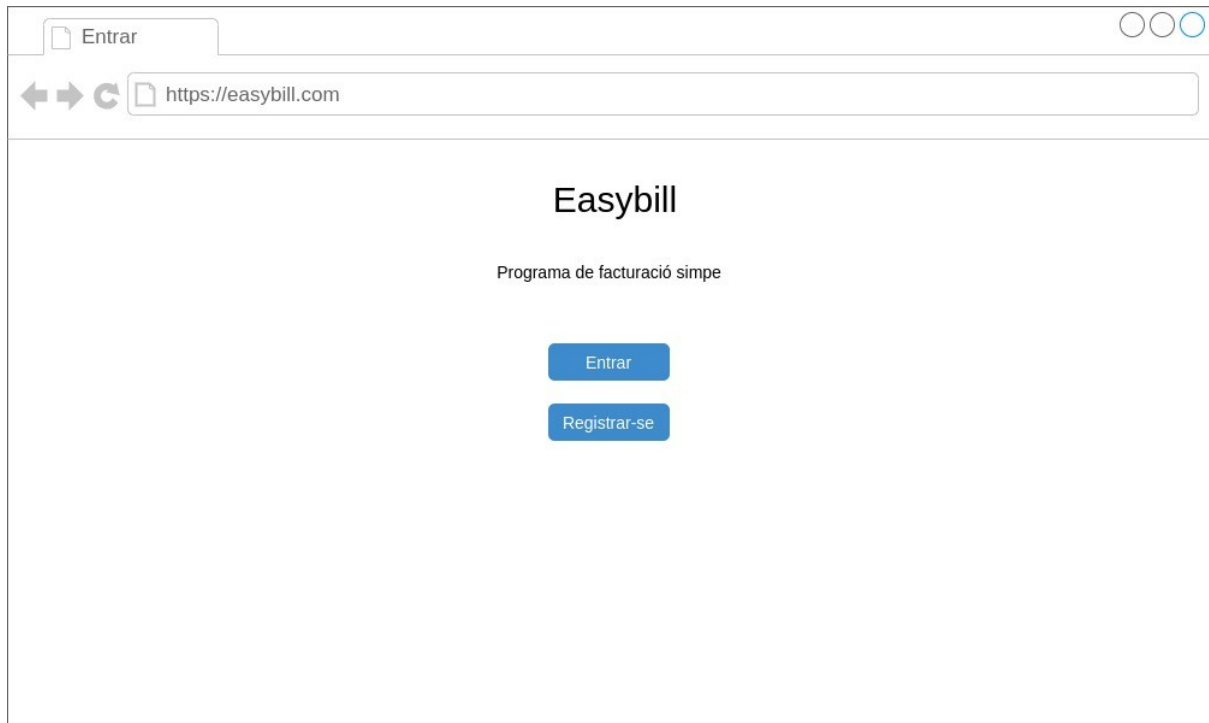 Entrar
https://easybill.com
Easybill
Programa de facturació simpe
Entrar
Registrar-se